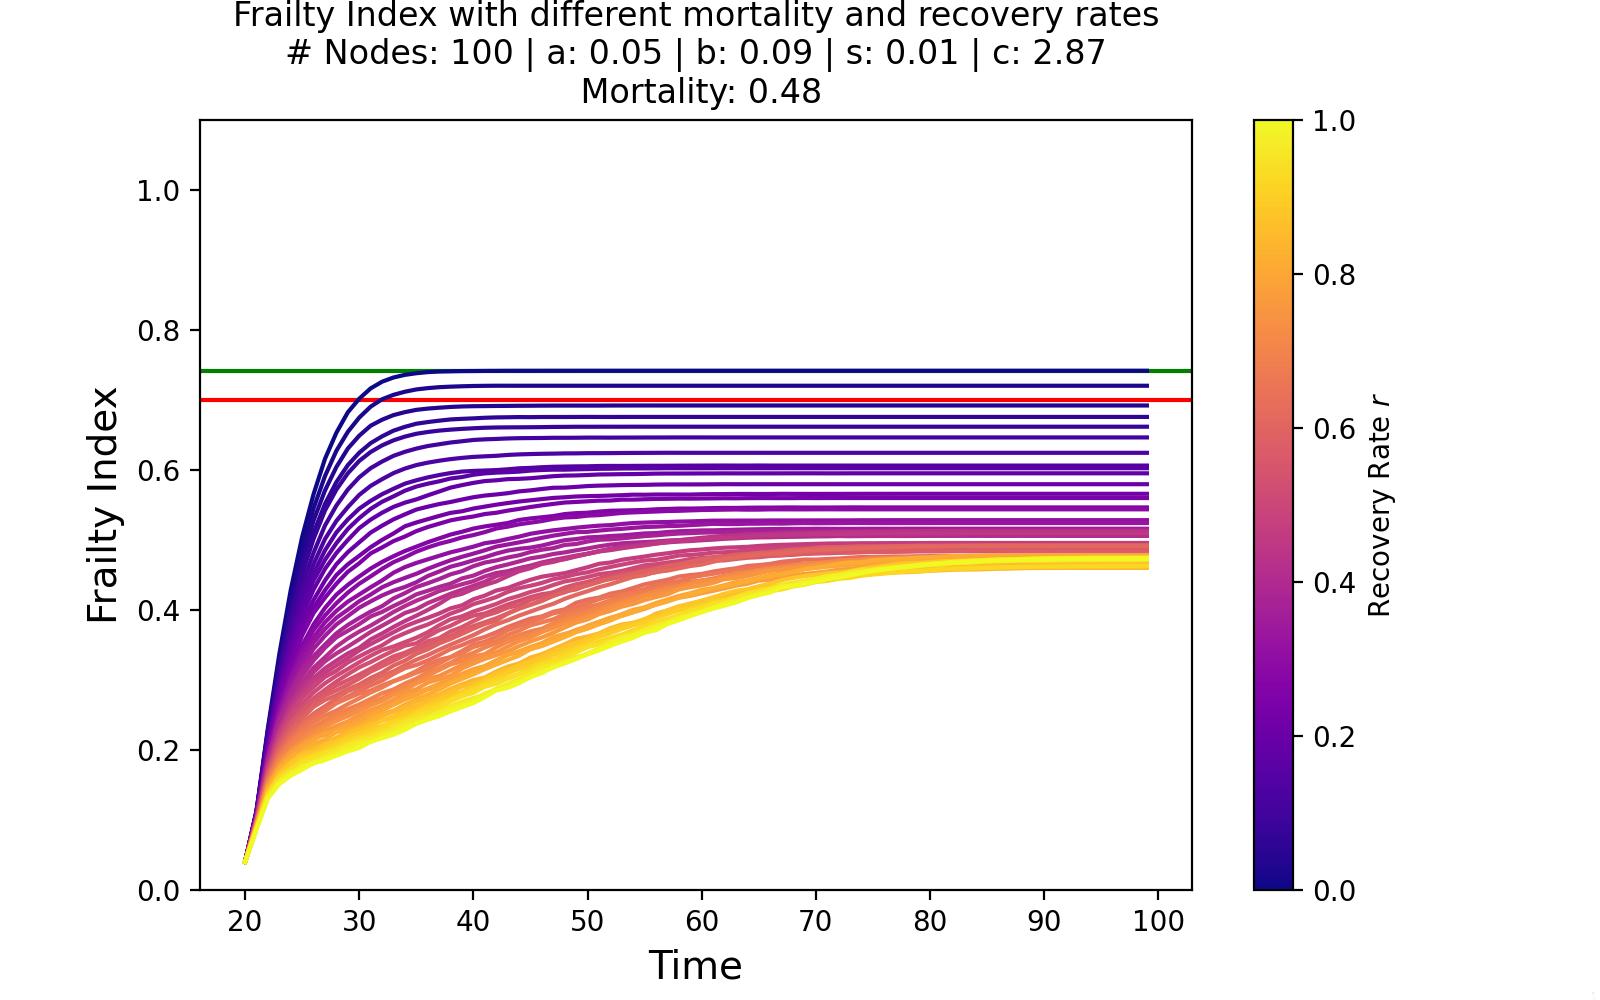 Frailty Index with different mortality and recovery rates
# Nodes: 100 | a: 0.05 | b: 0.09 | s: 0.01 | c: 2.87
Mortality: 0.48
Frailty Index
1.0
0.8
0.6
0.4
0.2
0.0
20 30 40 50 60 70 80 90 100
Time
1.0
0.8
0.6
0.4
0.2
0.0
Recovery Rate r